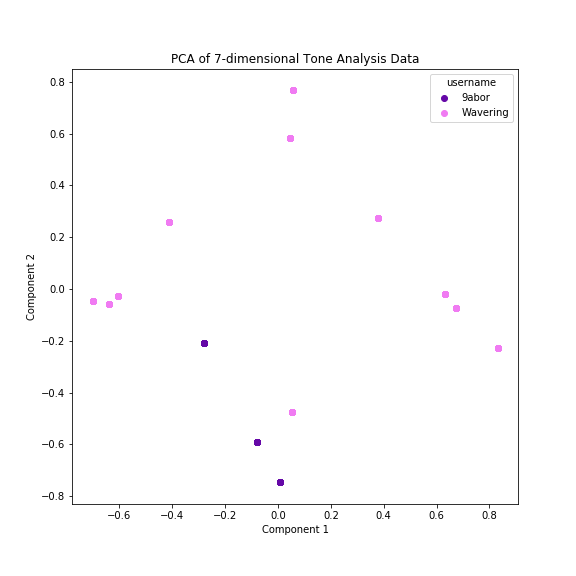 PCA of 7-dimensional Tone Analysis Data
username
9abor
Wavering
Component 2
0.8
0.6
0.4
0.2
0.0
−0.2
−0.4
−0.6
−0.8
−0.6 −0.4 −0.2 0.0 0.2 0.4 0.6 0.8
Component 1